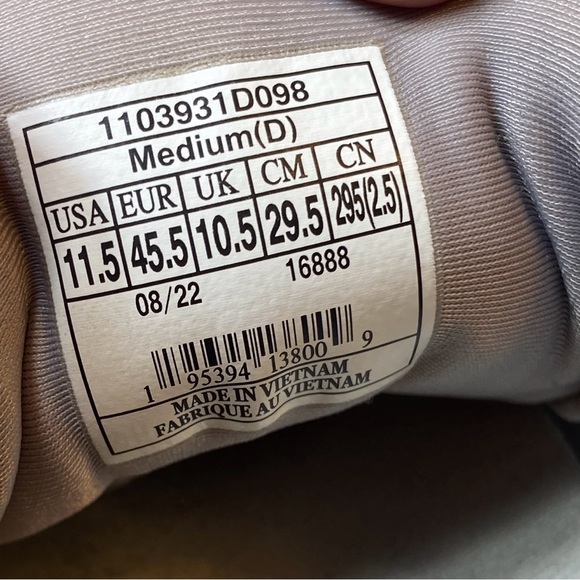 1103931D098
Medium(D)
USA EUR UK CM CN
11.5 45.5 10.5 29.5 295(2.5)
08/22 16888
1 95394 13800 9
MADE IN VIETNAM
FABRIQUE AU VIETNAM